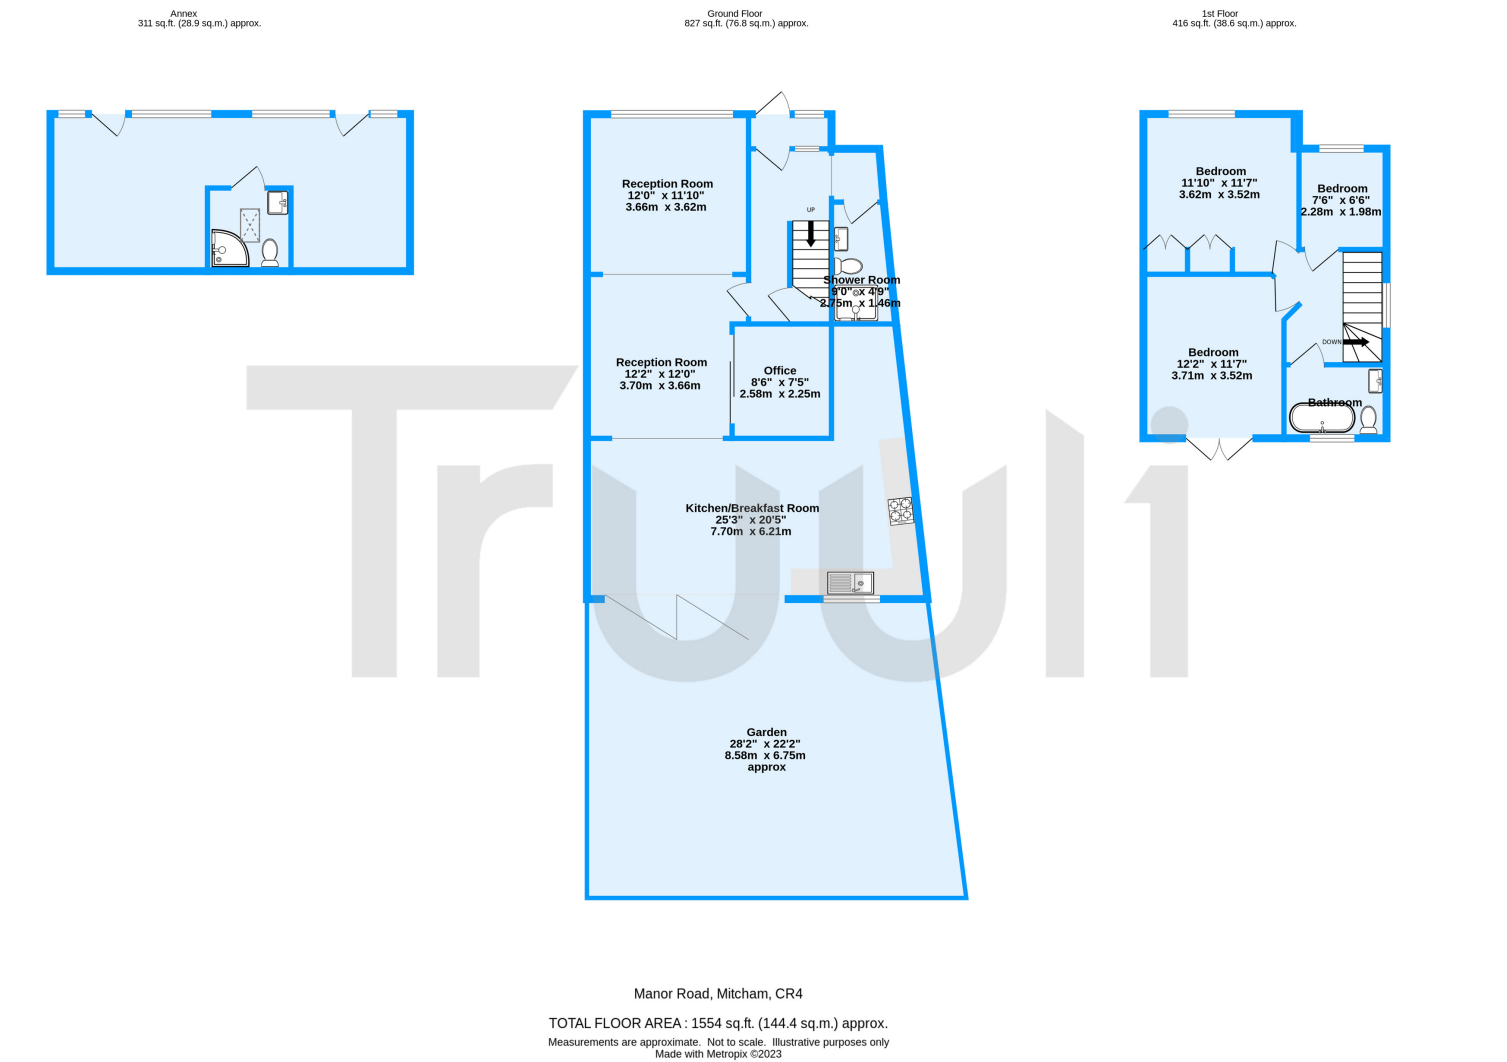 Annex
311 sq.ft. (28.9 sq.m.) approx.
Ground Floor
827 sq.ft. (76.8 sq.m.) approx.
1st Floor
416 sq.ft. (38.6 sq.m.) approx.
Reception Room
12'0" x 11'10"
3.66m x 3.62m
UP
Shower Room
9'0" x 4'9"
2.75m x 1.46m
Reception Room
12'2" x 12'0"
3.70m x 3.66m
Office
8'6" x 7'5"
2.58m x 2.25m
Kitchen/Breakfast Room
25'3" x 20'5"
7.70m x 6.21m
Garden
28'2" x 22'2"
8.58m x 6.75m
approx
Bedroom
11'10" x 11'7"
3.62m x 3.52m
Bedroom
7'6" x 6'6"
2.28m x 1.98m
Bedroom
12'2" x 11'7"
3.71m x 3.52m
DOWN
Bathroom
Truuli
Manor Road, Mitcham, CR4
TOTAL FLOOR AREA : 1554 sq.ft. (144.4 sq.m.) approx.
Measurements are approximate. Not to scale. Illustrative purposes only
Made with Metropix ©2023